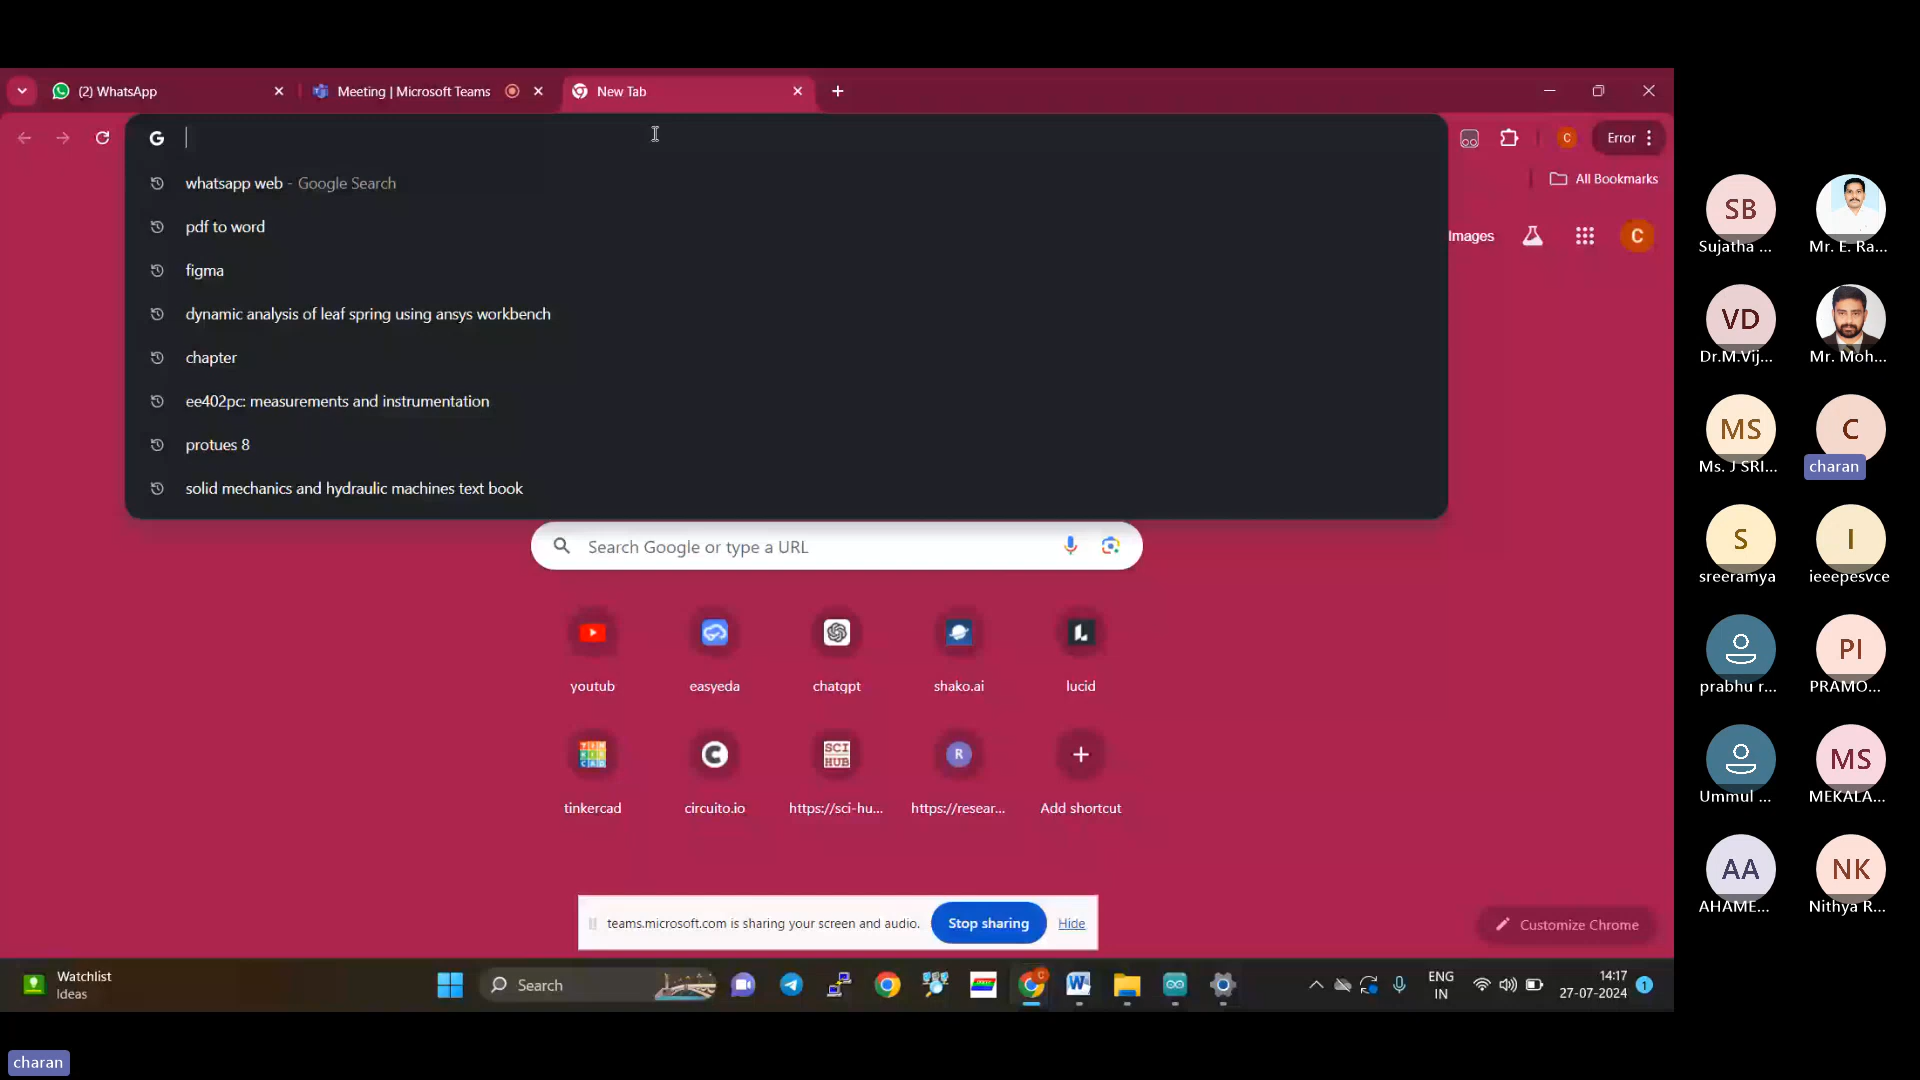 (2) WhatsApp
Meeting | Microsoft Teams
New Tab
G
Error
All Bookmarks
whatsapp web - Google Search
pdf to word
figma
dynamic analysis of leaf spring using ansys workbench
chapter
ee402pc: measurements and instrumentation
protues 8
solid mechanics and hydraulic machines text book
Images
C
C
Search Google or type a URL
youtub
easyeda
chatgpt
shako.ai
lucid
TINKERCAD
SCI HUB
R
tinkercad
circuito.io
https://sci-hu...
https://resear...
Add shortcut
teams.microsoft.com is sharing your screen and audio.
Stop sharing
Hide
Customize Chrome
Watchlist
Ideas
Search
ENG
IN
14:17
27-07-2024
1
SB
Sujatha ...
Mr. E. Ra...
VD
Dr.M.Vij...
Mr. Moh...
MS
Ms. J SRI...
C
charan
S
sreeramya
I
ieeepesvce
prabhu r...
PI
PRAMO...
Ummul ...
MS
MEKALA...
AA
AHAME...
NK
Nithya R...
charan